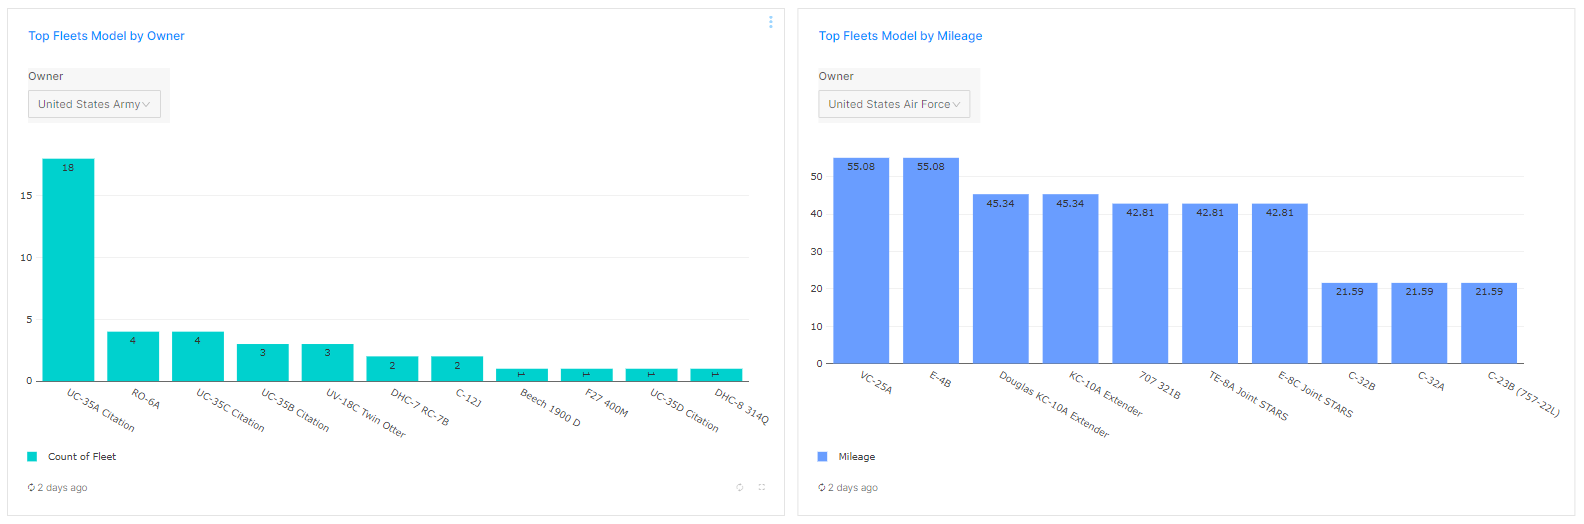 Top Fleets Model by Owner
Owner
United States Army
18
4
4
3
3
2
2
1
1
1
1
15
10
5
0
UC-35A Citation
RO-6A
UC-35C Citation
UC-35B Citation
UV-18C Twin Otter
DHC-7 RC-7B
C-12J
Beech 1900 D
F27 400M
UC-35D Citation
DHC-8 314Q
Count of Fleet
2 days ago
Top Fleets Model by Mileage
Owner
United States Air Force
55.08
55.08
45.34
45.34
42.81
42.81
42.81
21.59
21.59
21.59
50
40
30
20
10
0
VC-25A
E-4B
Douglas KC-10A Extender
KC-10A Extender
707 321B
TE-8A Joint STARS
E-8C Joint STARS
C-32B
C-32A
C-23B (757-22L)
Mileage
2 days ago